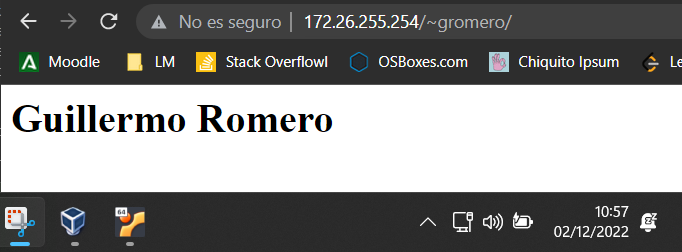 No es seguro | 172.26.255.254/~gromero/
Moodle LM Stack Overflowl OSBoxes.com Chiquito Ipsum Le
Guillermo Romero
64 10:57
02/12/2022